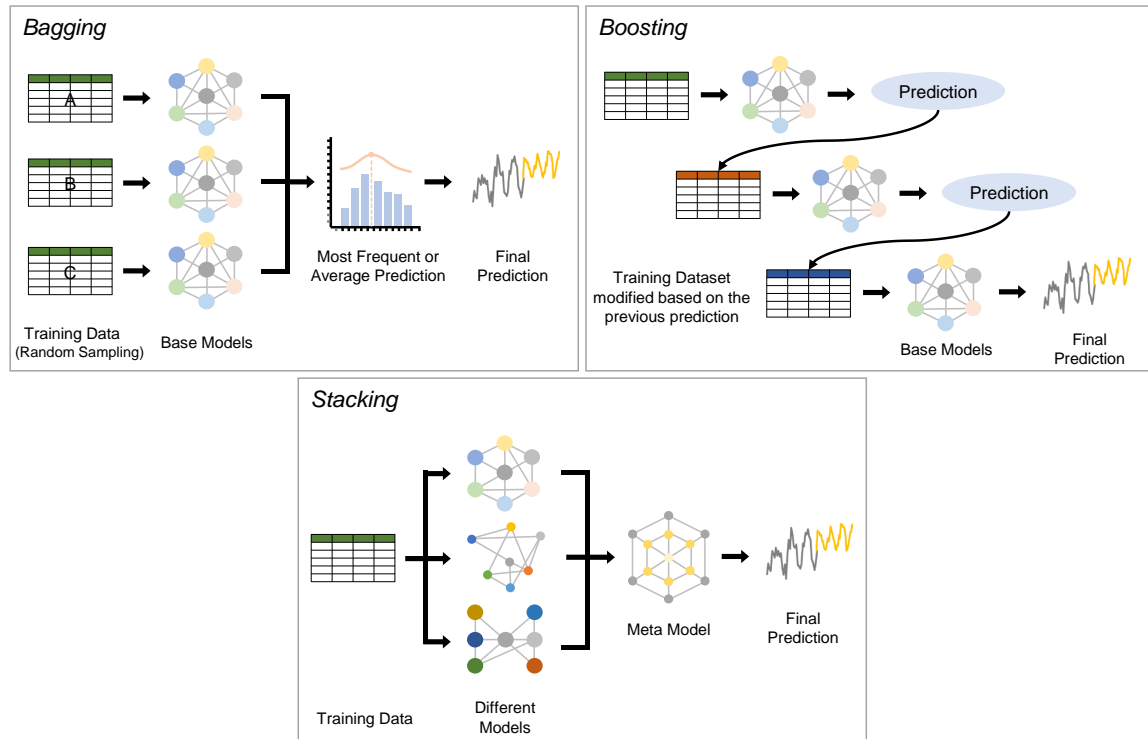 Bagging
A
B
C
Most Frequent or
Average Prediction
Final
Prediction
Training Data
(Random Sampling)
Base Models
Boosting
Prediction
Prediction
Training Dataset
modified based on the
previous prediction
Base Models
Final
Prediction
Stacking
Meta Model
Final
Prediction
Training Data
Different
Models